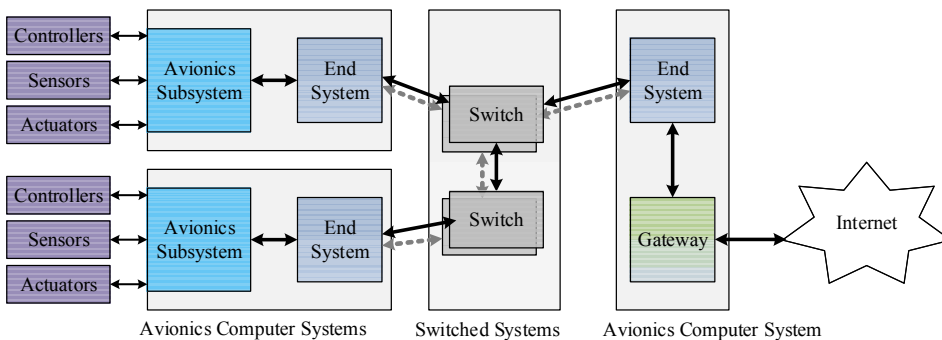 Controllers
Sensors
Actuators
Avionics
Subsystem
End
System
Controllers
Sensors
Actuators
Avionics
Subsystem
End
System
Avionics Computer Systems
Switch
Switch
Switched Systems
End
System
Gateway
Avionics Computer System
Internet